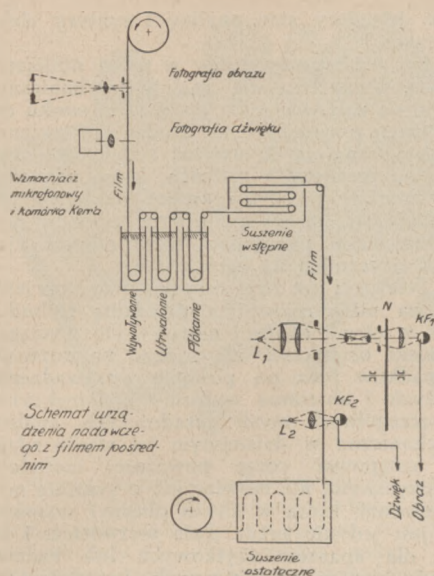 Fotografia obrazu
Fotografia dźwięku
Wzmacniacz
mikrofonowy
i komórka Kerr'a
Film
Wywoływanie
Utrwalanie
Płókanie
Suszenie
wstępne
Film
N
KF1
L1
KF2
L2
Schemat urzą-
dzenia nadawcze-
go z filmem pośred-
nim
Dźwięk
Obraz
Suszenie
ostateczne